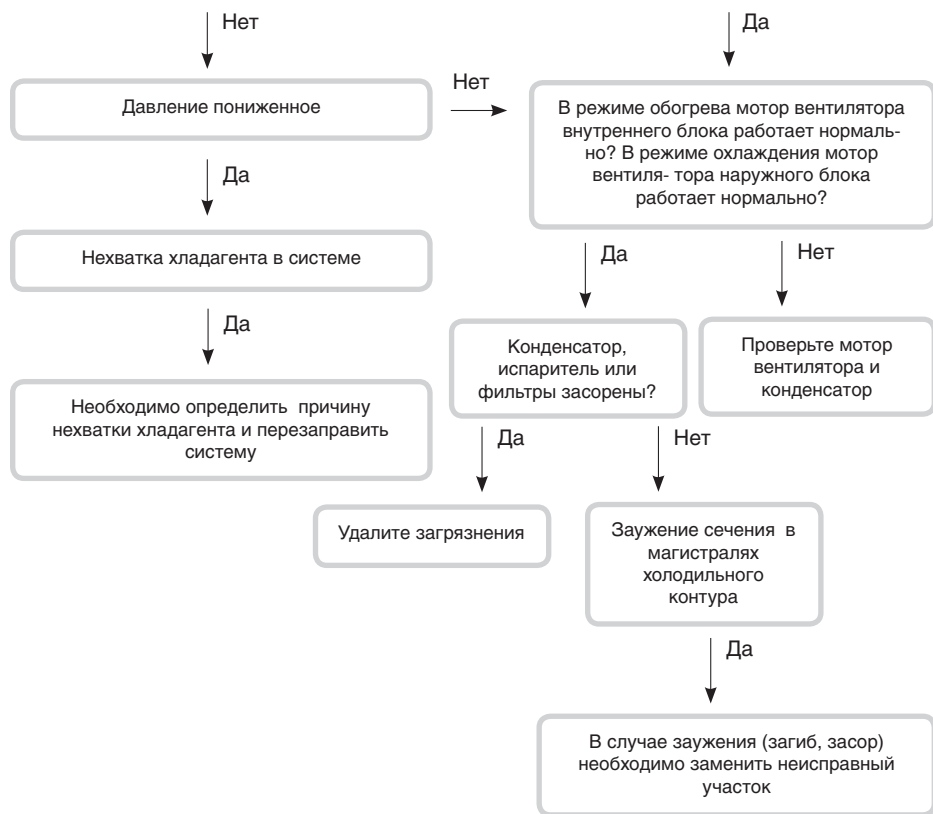 Нет
Да
Давление пониженное
Нет
В режиме обогрева мотор вентилятора
внутреннего блока работает нормаль-
но? В режиме охлаждения мотор
вентиля- тора наружного блока
работает нормально?
Да
Нехватка хладагента в системе
Да
Нет
Да
Конденсатор,
испаритель или
фильтры засорены?
Проверьте мотор
вентилятора и
конденсатор
Необходимо определить причину
нехватки хладагента и перезаправить
систему
Да
Нет
Удалите загрязнения
Заужение сечения в
магистралях
холодильного
контура
Да
В случае заужения (загиб, засор)
необходимо заменить неисправный
участок